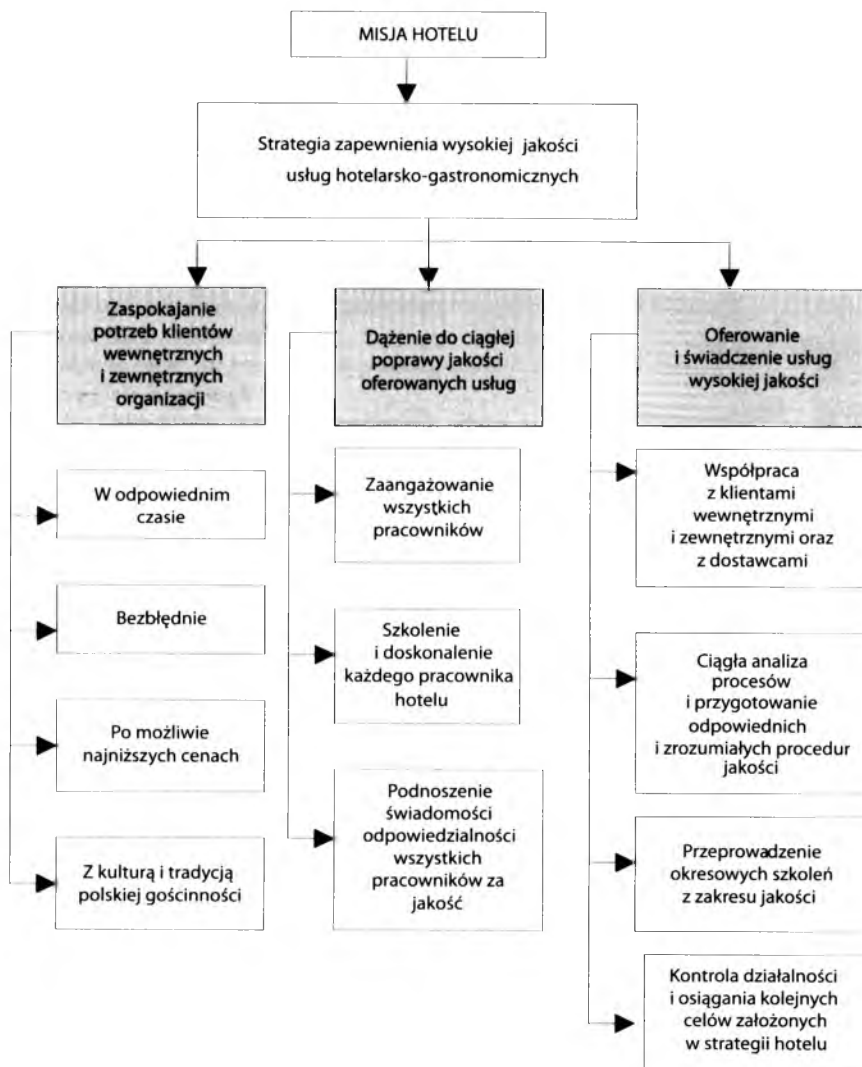 MISJA HOTELU
Strategia zapewnienia wysokiej jakości
usług hotelarsko-gastronomicznych
Zaspokajanie
potrzeb klientów
wewnętrznych
i zewnętrznych
organizacji
W odpowiednim
czasie
Bezbłędnie
Po możliwie
najniższych cenach
Z kulturą i tradycją
polskiej gościnności
Dążenie do ciągłej
poprawy jakości
oferowanych usług
Zaangażowanie
wszystkich
pracowników
Szkolenie
i doskonalenie
każdego pracownika
hotelu
Podnoszenie
świadomości
odpowiedzialności
wszystkich
pracowników za
jakość
Oferowanie
i świadczenie usług
wysokiej jakości
Współpraca
z klientami
wewnętrznymi
i zewnętrznymi oraz
z dostawcami
Ciągła analiza
procesów
i przygotowanie
odpowiednich
i zrozumiałych procedur
jakości
Przeprowadzenie
okresowych szkoleń
z zakresu jakości
Kontrola działalności
i osiągania kolejnych
celów założonych
w strategii hotelu